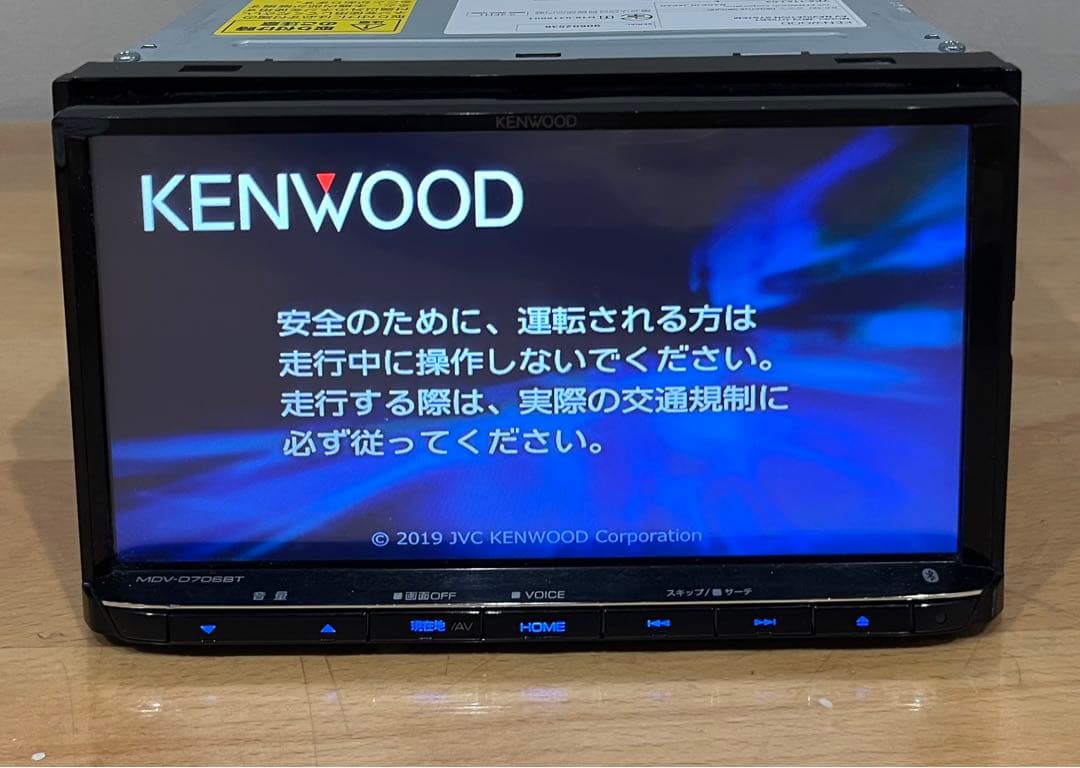 KENWOOD
KENWOOD
安全のために、運転される方は
走行中に操作しないでください。
走行する際は、実際の交通規制に
必ず従ってください。
© 2019 JVC KENWOOD Corporation
MDV-D706BT
音量 ■画面OFF ■VOICE スキップ/■サーチ
現在地 /AV HOME